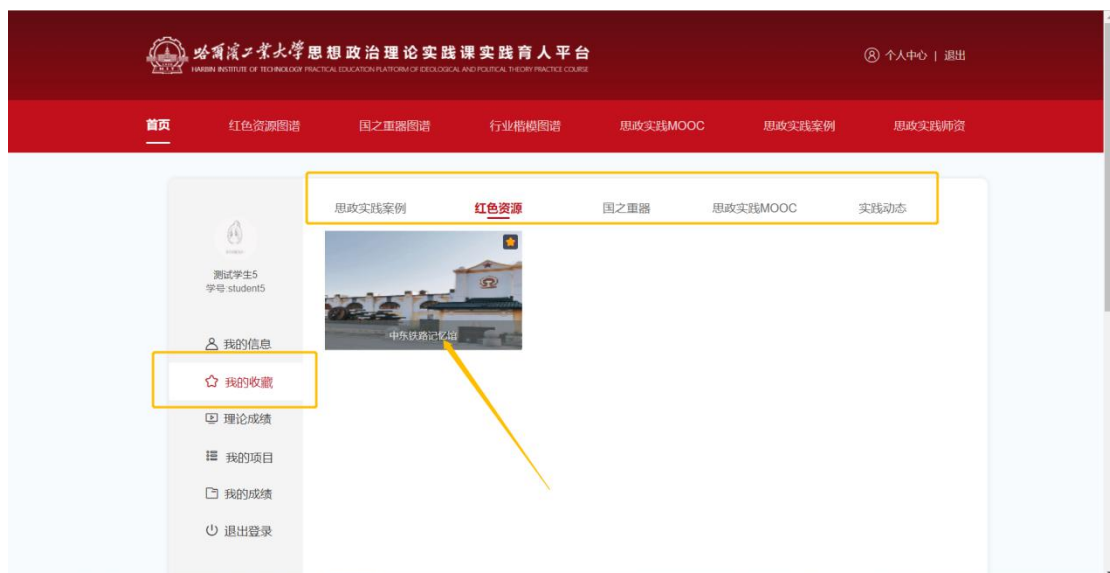 哈爾濱工業大學 思想政治理论实践课实践育人平台
HARBIN INSTITUTE OF TECHNOLOGY PRACTICAL EDUCATION PLATFORM OF IDEOLOGICAL AND POLITICAL THEORY PRACTICE COURSE
个人中心 | 退出
首页 红色资源图谱 国之重器图谱 行业楷模图谱 思政实践MOOC 思政实践案例 思政实践师资
思政实践案例 红色资源 国之重器 思政实践MOOC 实践动态
测试学生5
学号:student5
中东铁路记忆馆
我的信息
我的收藏
理论成绩
我的项目
我的成绩
退出登录